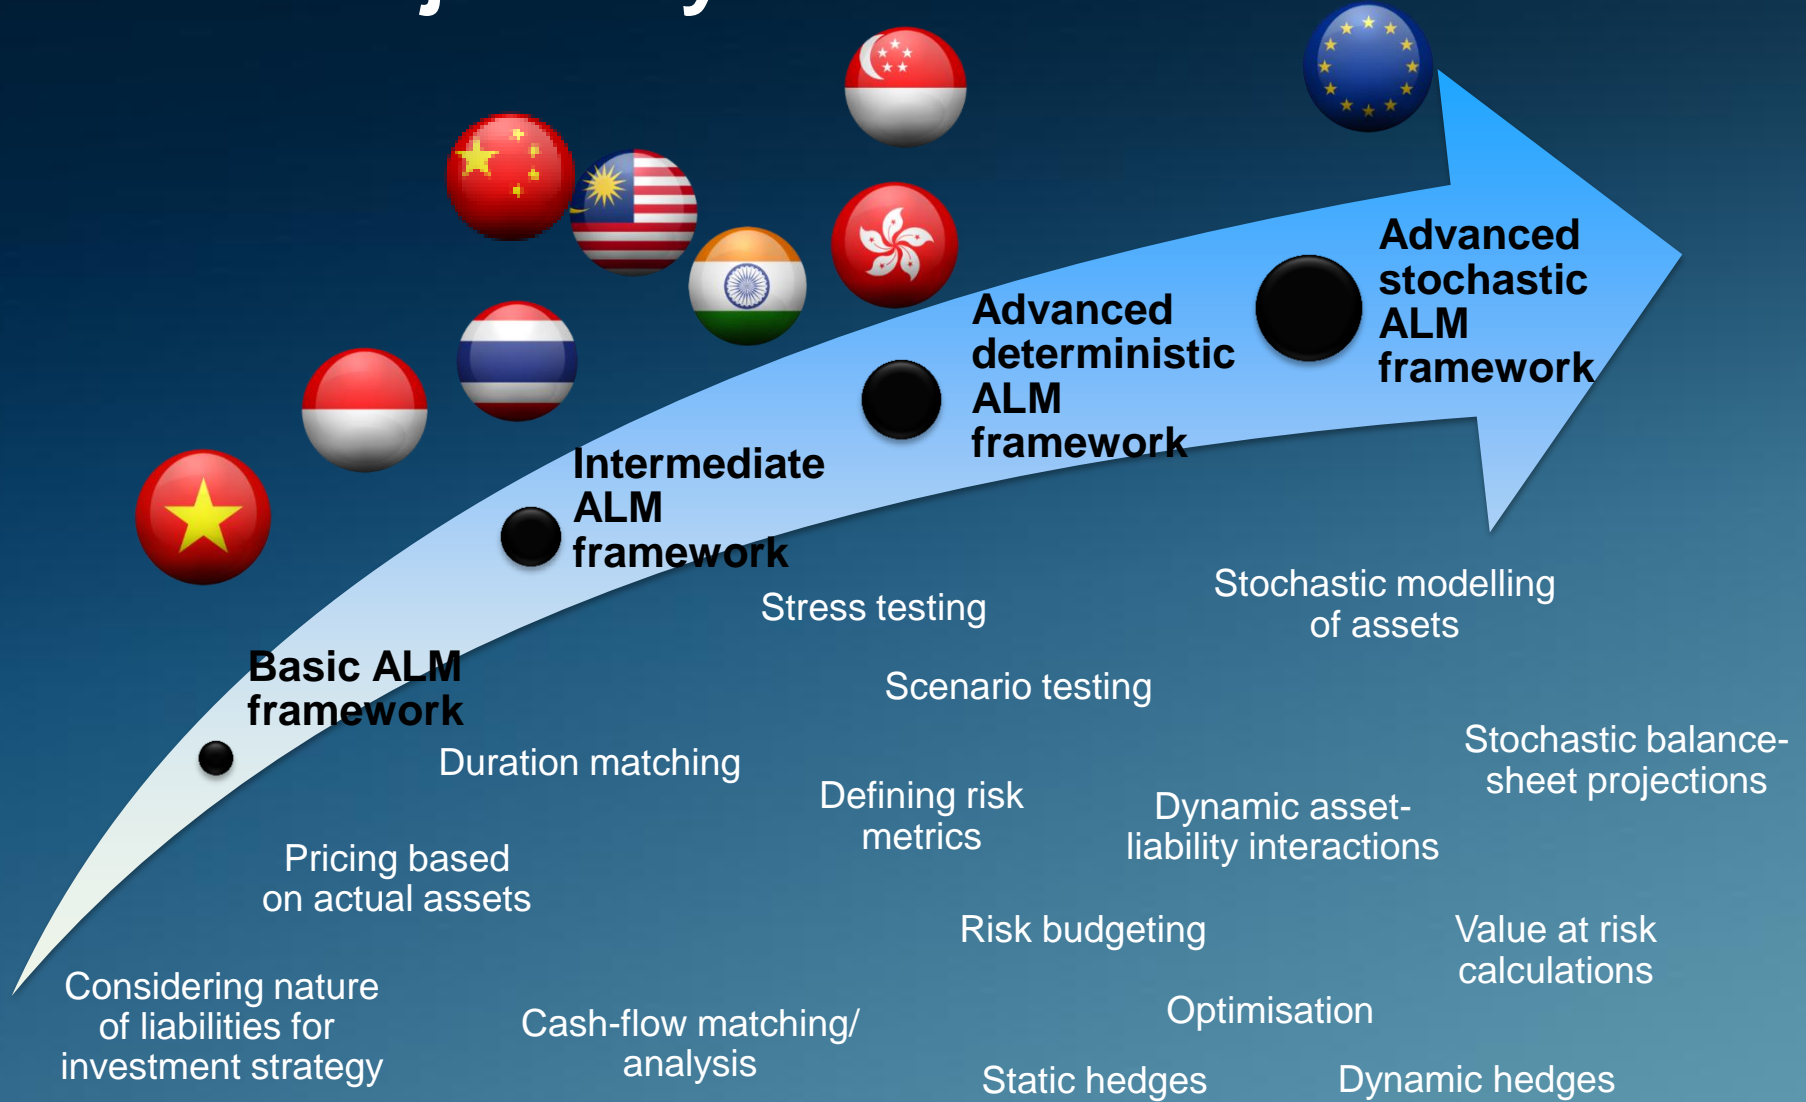 Advanced
stochastic
ALM
framework
Advanced
deterministic
ALM
framework
Intermediate
ALM
framework
Basic ALM
framework
Stress testing
Stochastic modelling
of assets
Scenario testing
Duration matching
Stochastic balance-
sheet projections
Defining risk
metrics
Dynamic asset-
liability interactions
Pricing based
on actual assets
Risk budgeting
Value at risk
calculations
Considering nature
of liabilities for
investment strategy
Cash-flow matching/
analysis
Optimisation
Static hedges
Dynamic hedges